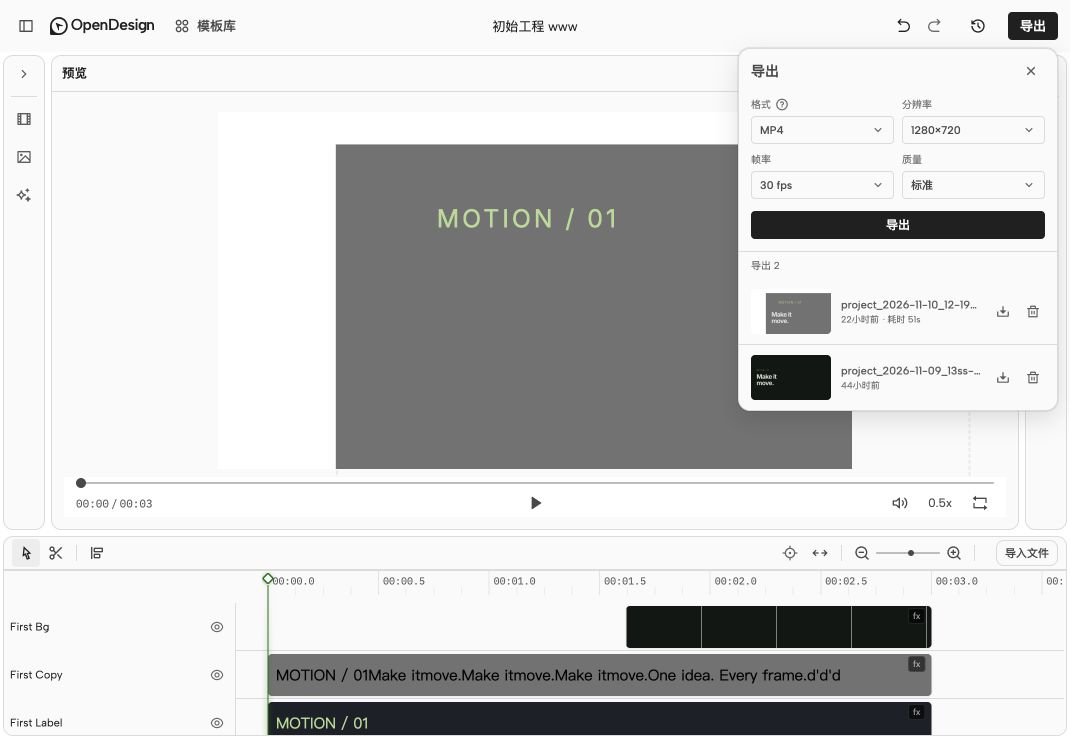 OpenDesign 模板库 初始工程 www 导出
预览
导出
格式 分辨率
MP4 1280×720
帧率 质量
30 fps 标准
导出
导出 2
project_2026-11-10_12-19...
22小时前 · 耗时 51s
project_2026-11-09_13ss-...
44小时前
MOTION / 01
MOTION / 01
Make it
move.
Make it
move.
00:00 / 00:03 0.5x
导入文件
00:00.0 00:00.5 00:01.0 00:01.5 00:02.0 00:02.5 00:03.0 00:
First Bg fx
First Copy MOTION / 01Make itmove.Make itmove.Make itmove.One idea. Every frame.d'd'd fx
First Label MOTION / 01 fx